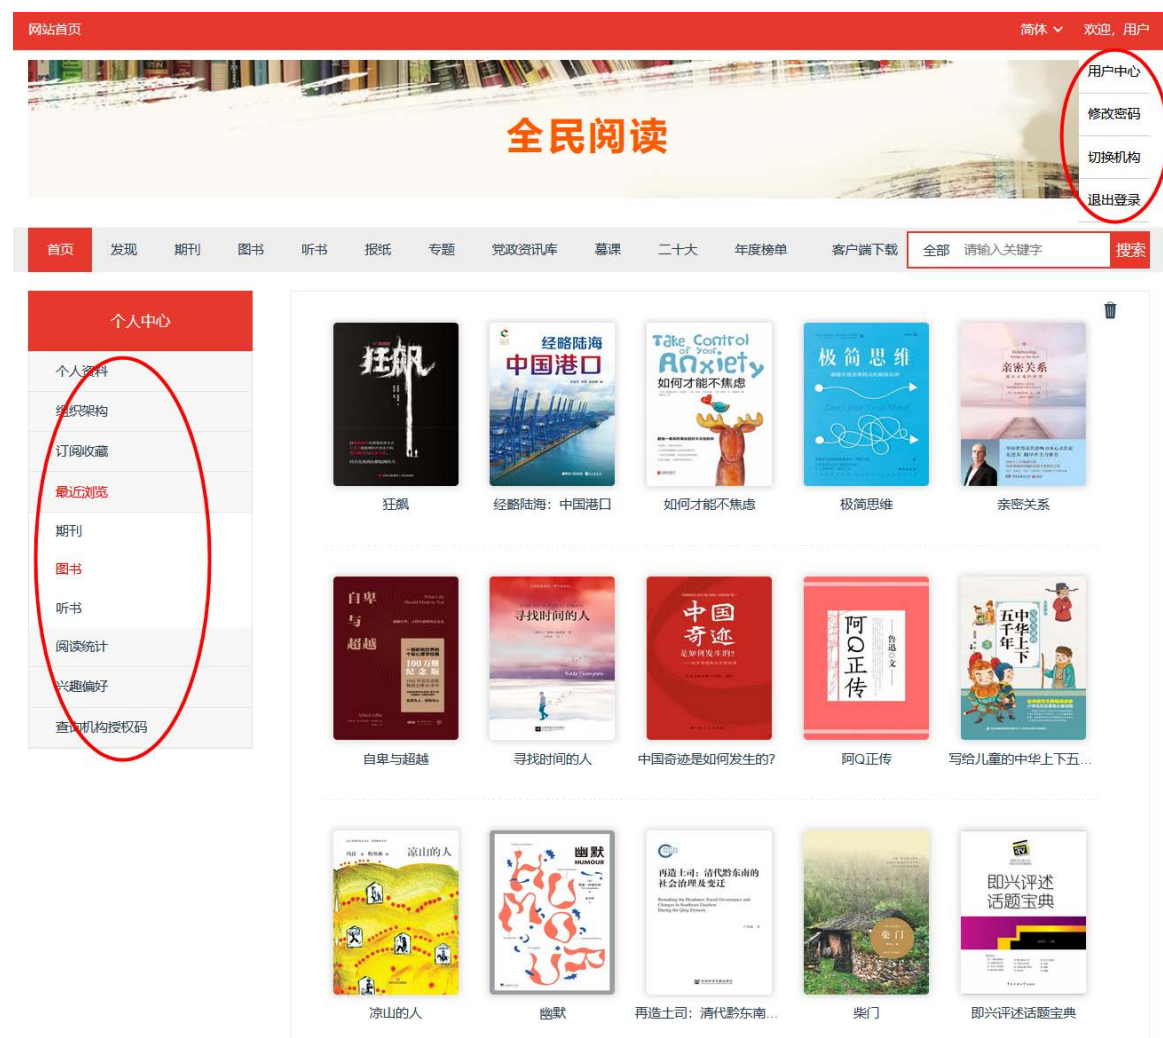 网站首页
简体
欢迎,用户
用户中心
修改密码
切换机构
退出登录
全民阅读
首页
发现
期刊
图书
听书
报纸
专题
党政资讯库
慕课
二十大
年度榜单
客户端下载
全部
请输入关键字
搜索
个人中心
个人资料
组织架构
订阅收藏
最近浏览
期刊
图书
听书
阅读统计
兴趣偏好
查询机构授权码
狂飙
经略陆海
中国港口
Take Control
of Your
Anxiety
如何才能不焦虑
极简思维
亲密关系
狂飙
经略陆海:中国港口
如何才能不焦虑
极简思维
亲密关系
自卑
与
超越
100万册
纪念版
寻找时间的人
中国
奇迹
是如何发生的?
阿Q正传
鲁迅◎文
中华上下
五千年
自卑与超越
寻找时间的人
中国奇迹是如何发生的?
阿Q正传
写给儿童的中华上下五...
凉山的人
幽默
HUMOUR
再造土司:清代黔东南的
社会治理及变迁
柴门
即兴评述
话题宝典
凉山的人
幽默
再造土司:清代黔东南...
柴门
即兴评述话题宝典